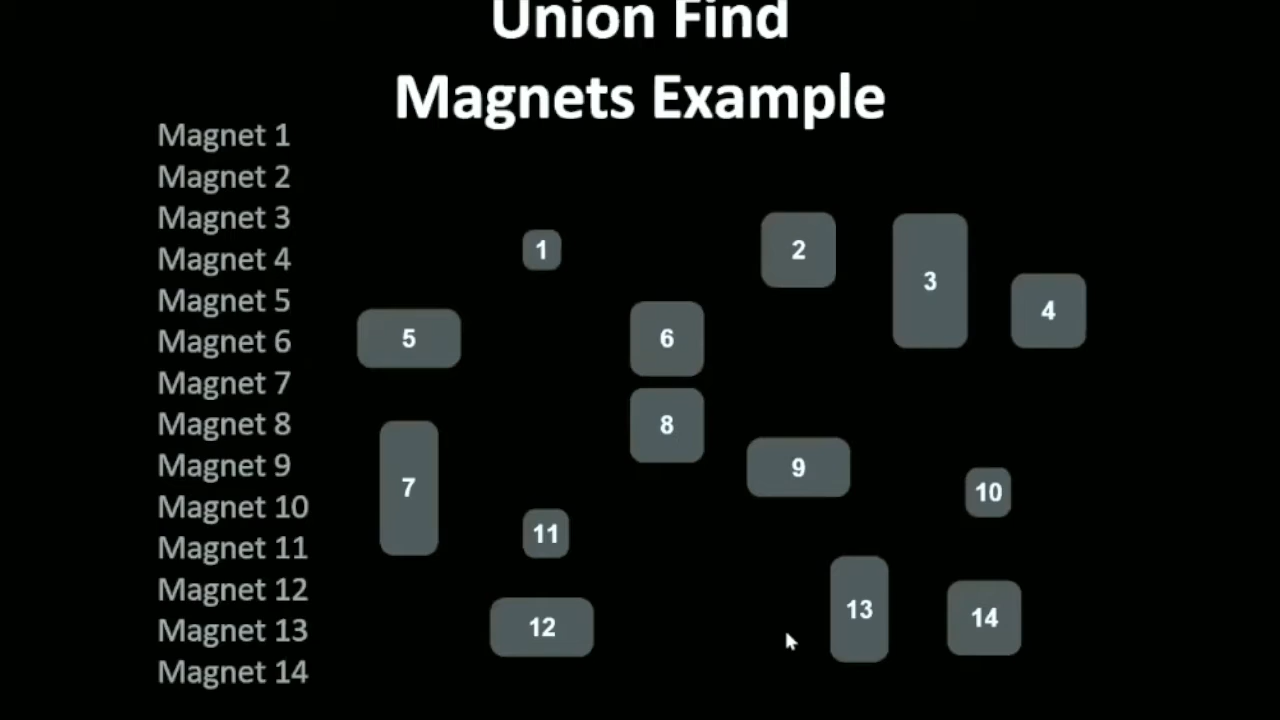 Union Find
Magnets Example
Magnet 1
Magnet 2
Magnet 3
Magnet 4
Magnet 5
Magnet 6
Magnet 7
Magnet 8
Magnet 9
Magnet 10
Magnet 11
Magnet 12
Magnet 13
Magnet 14
1
2
3
4
5
6
7
8
9
10
11
12
13
14